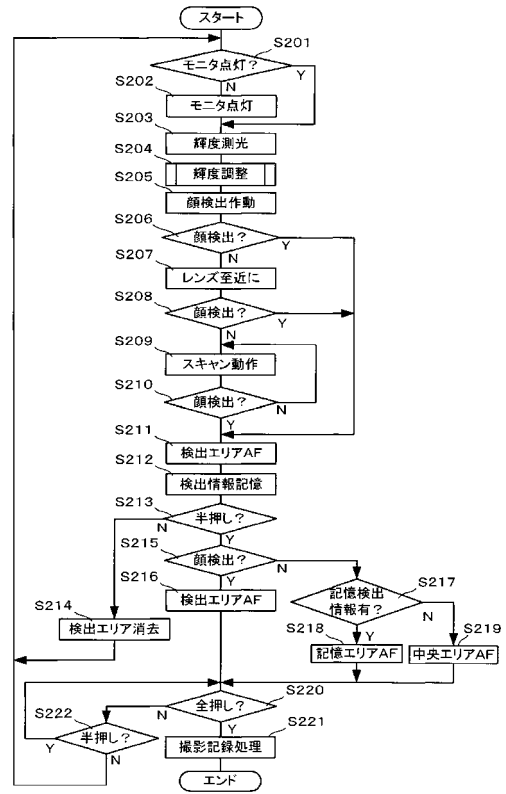 スタート
S201
モニタ点灯?
Y
N
S202
モニタ点灯
S203
輝度測光
S204
輝度調整
S205
顔検出作動
S206
顔検出?
Y
N
S207
レンズ至近に
S208
顔検出?
Y
N
S209
スキャン動作
S210
顔検出?
N
Y
S211
検出エリアAF
S212
検出情報記憶
S213
半押し?
N
Y
S215
顔検出?
N
Y
S216
検出エリアAF
S217
記憶検出
情報有?
N
Y
S214
検出エリア消去
S218
記憶エリアAF
S219
中央エリアAF
S220
全押し?
N
Y
S222
半押し?
Y
N
S221
撮影記録処理
エンド